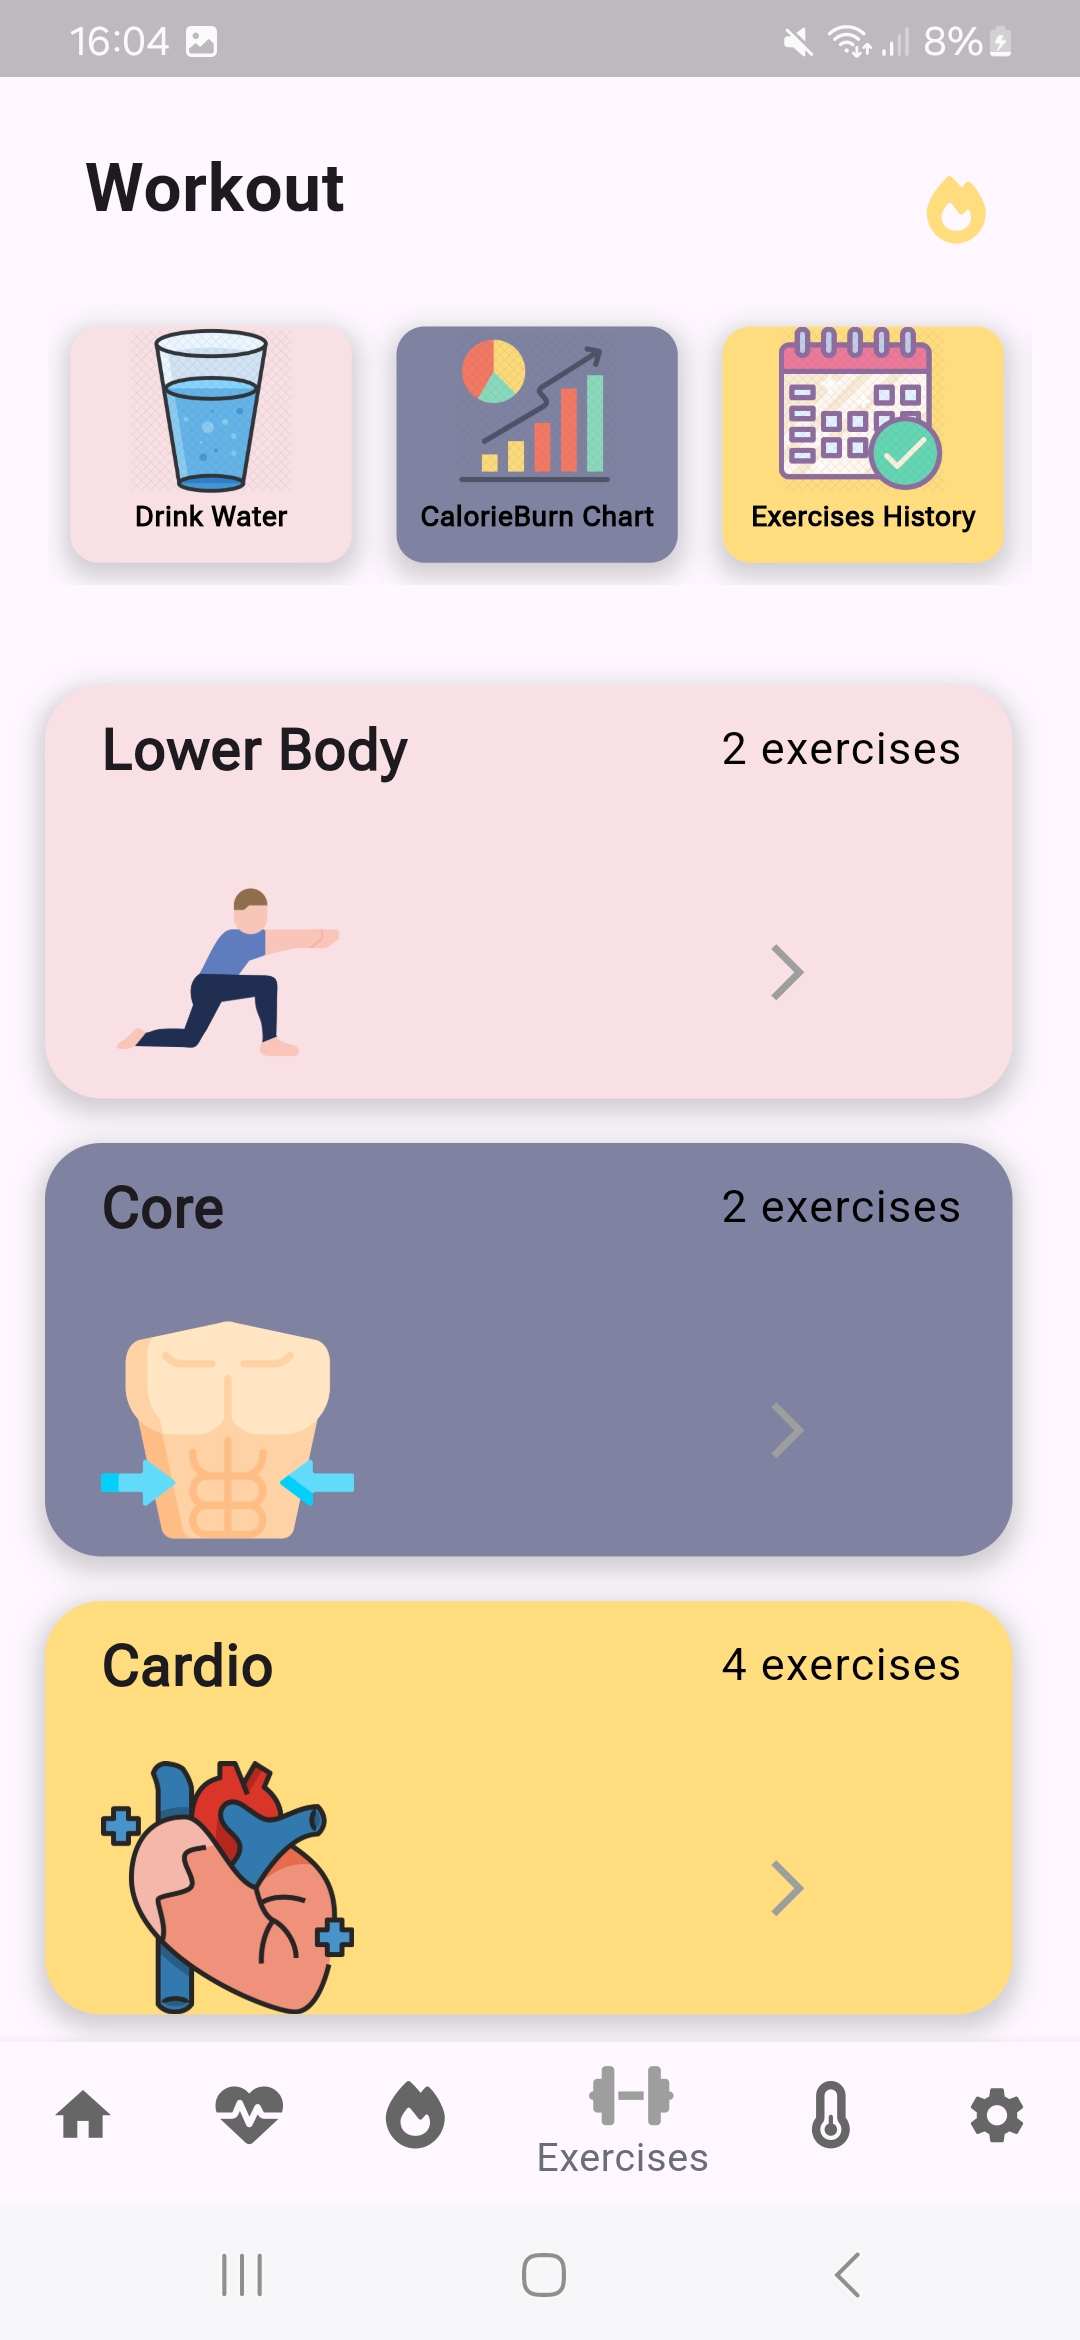 16:04 8%
Workout
Drink Water
CalorieBurn Chart
Exercises History
Lower Body 2 exercises
Core 2 exercises
Cardio 4 exercises
Exercises